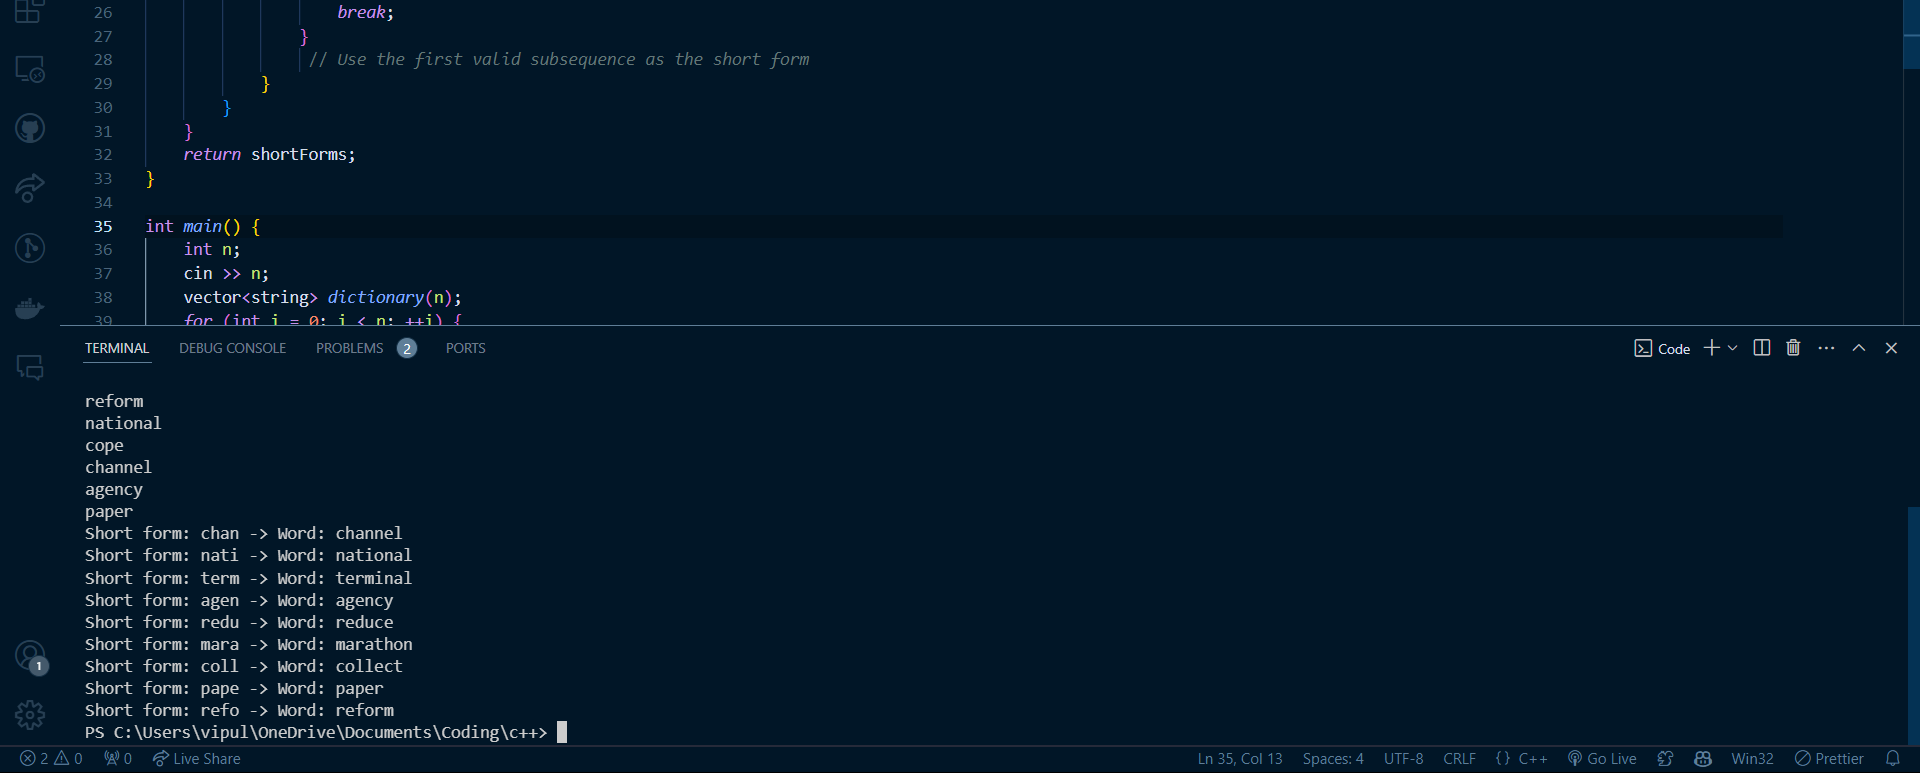 26 break;
27 }
28 // Use the first valid subsequence as the short form
29 }
30 }
31 }
32 return shortForms;
33 }
34
35 int main() {
36 int n;
37 cin >> n;
38 vector<string> dictionary(n);
39 for (int i = 0; i < n; ++i) {
TERMINAL DEBUG CONSOLE PROBLEMS 2 PORTS Code
reform
national
cope
channel
agency
paper
Short form: chan -> Word: channel
Short form: nati -> Word: national
Short form: term -> Word: terminal
Short form: agen -> Word: agency
Short form: redu -> Word: reduce
Short form: mara -> Word: marathon
Short form: coll -> Word: collect
Short form: pape -> Word: paper
Short form: refo -> Word: reform
1
PS C:\Users\vipul\OneDrive\Documents\Coding\c++>
2 0 0 Live Share Ln 35, Col 13 Spaces: 4 UTF-8 CRLF {} C++ Go Live Win32 Prettier